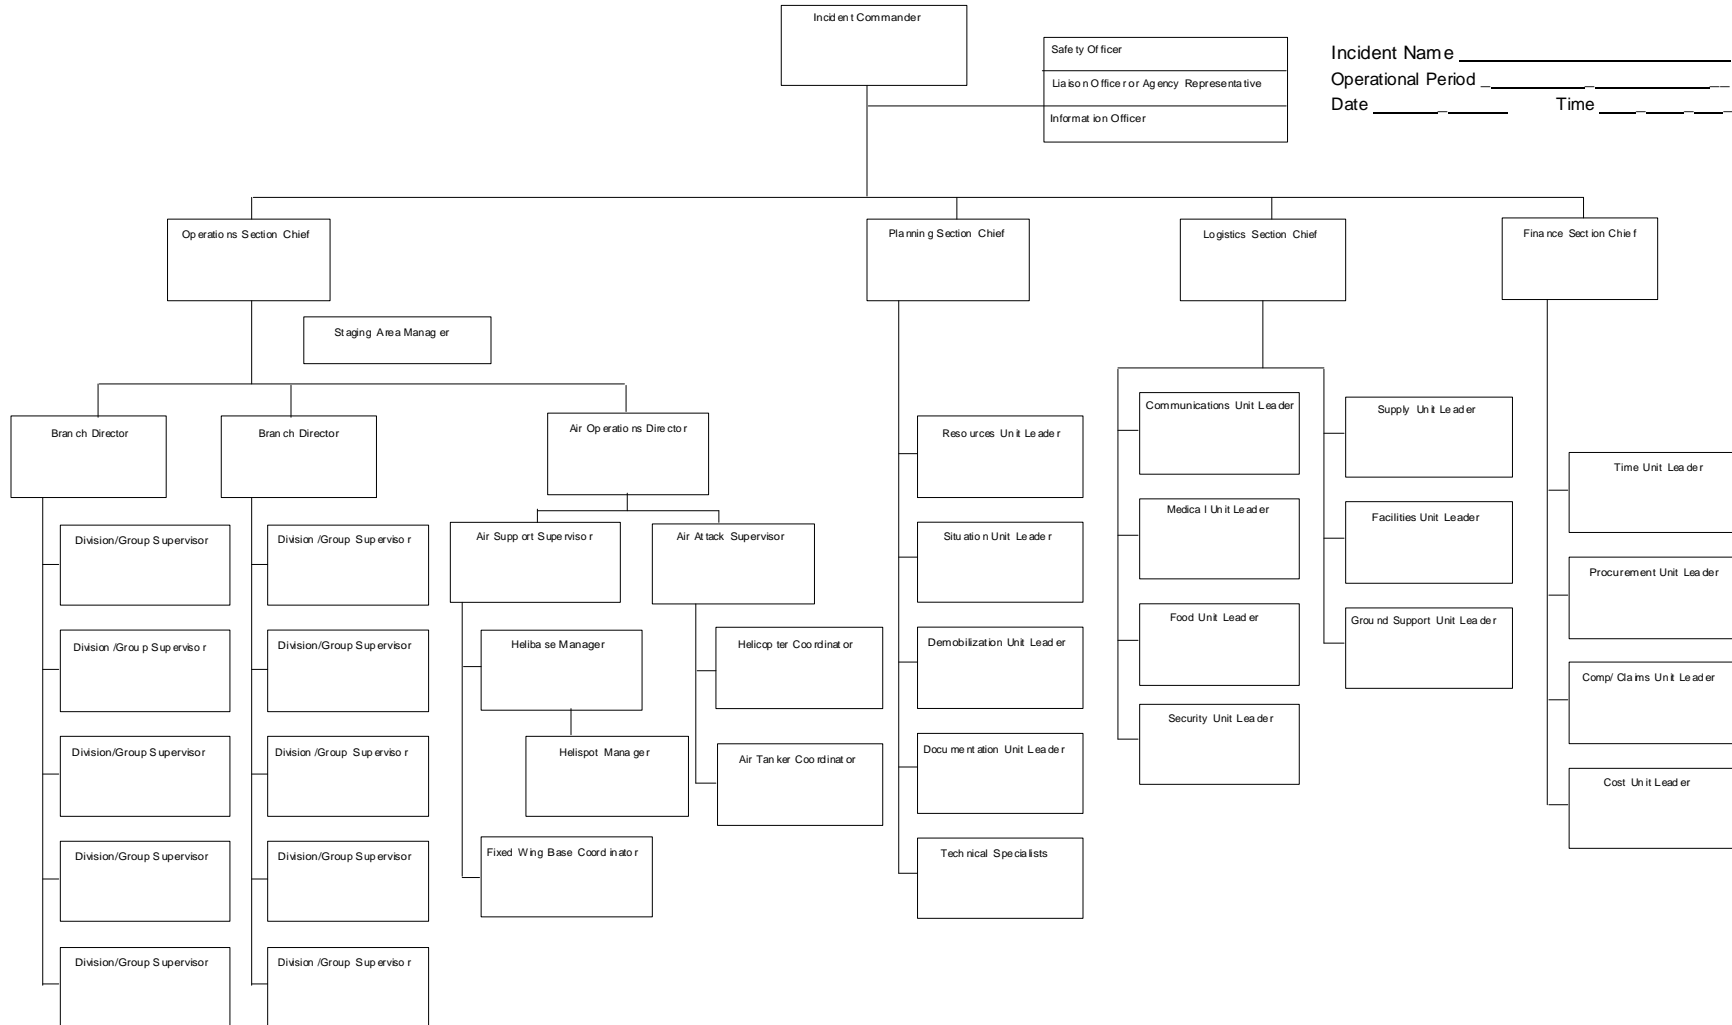 Incident Commander
Safety Officer
Liaison Officer or Agency Representative
Information Officer
Incident Name
Operational Period
Date Time
Operations Section Chief
Planning Section Chief
Logistics Section Chief
Finance Section Chief
Staging Area Manager
Branch Director
Branch Director
Air Operations Director
Division/Group Supervisor
Division/Group Supervisor
Division/Group Supervisor
Division/Group Supervisor
Division/Group Supervisor
Division/Group Supervisor
Division/Group Supervisor
Division/Group Supervisor
Division/Group Supervisor
Division/Group Supervisor
Air Support Supervisor
Air Attack Supervisor
Helibase Manager
Helispot Manager
Fixed Wing Base Coordinator
Helicopter Coordinator
Air Tanker Coordinator
Resources Unit Leader
Situation Unit Leader
Demobilization Unit Leader
Documentation Unit Leader
Technical Specialists
Communications Unit Leader
Medical Unit Leader
Food Unit Leader
Security Unit Leader
Supply Unit Leader
Facilities Unit Leader
Ground Support Unit Leader
Time Unit Leader
Procurement Unit Leader
Comp/ Claims Unit Leader
Cost Unit Leader